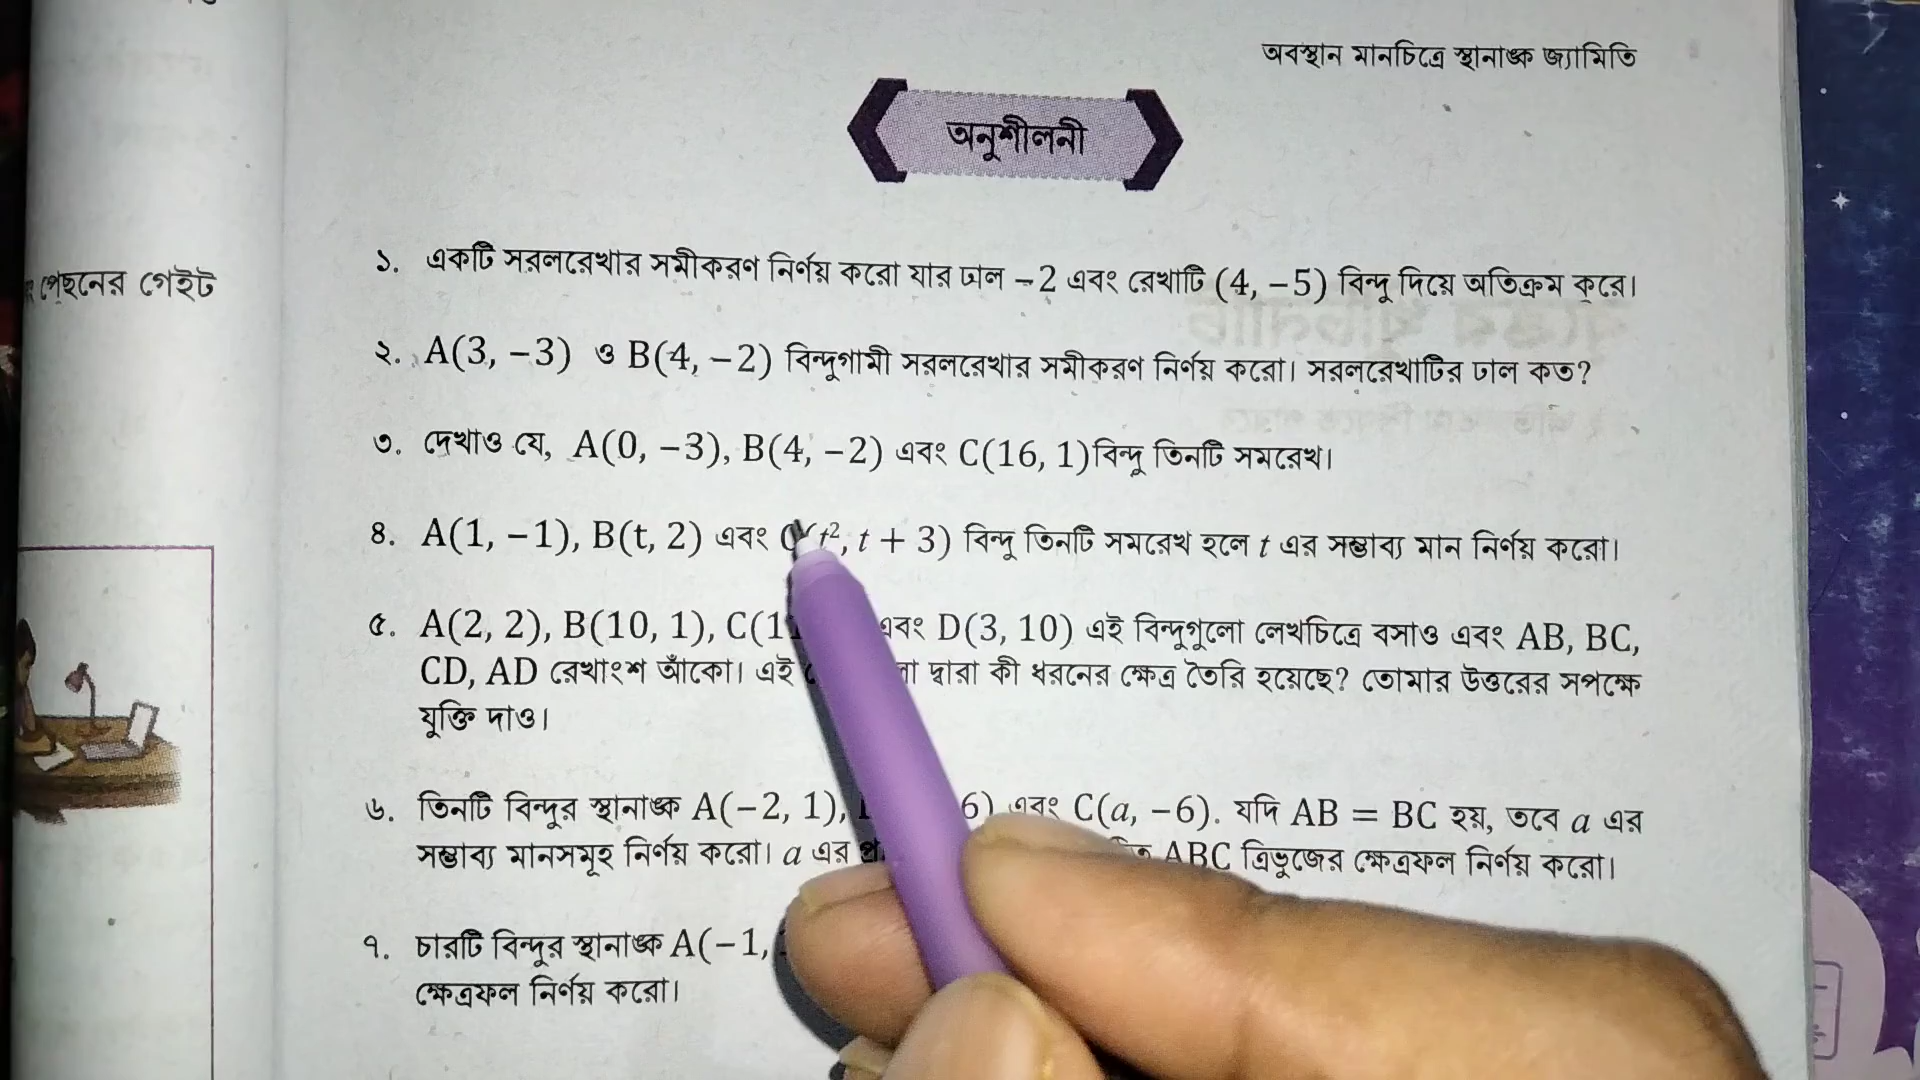 অবস্থান মানচিত্রে স্থানাঙ্ক জ্যামিতি
অনুশীলনী
পেছনের গেইট
১. একটি সরলরেখার সমীকরণ নির্ণয় করো যার ঢাল −2 এবং রেখাটি (4, −5) বিন্দু দিয়ে অতিক্রম করে।
২. A(3, −3) ও B(4, −2) বিন্দুগামী সরলরেখার সমীকরণ নির্ণয় করো। সরলরেখাটির ঢাল কত?
৩. দেখাও যে, A(0, −3), B(4, −2) এবং C(16, 1)বিন্দু তিনটি সমরেখ।
৪. A(1, −1), B(t, 2) এবং C(t², t + 3) বিন্দু তিনটি সমরেখ হলে t এর সম্ভাব্য মান নির্ণয় করো।
৫. A(2, 2), B(10, 1), C(1 এবং D(3, 10) এই বিন্দুগুলো লেখচিত্রে বসাও এবং AB, BC,
CD, AD রেখাংশ আঁকো। এই দ্বারা কী ধরনের ক্ষেত্র তৈরি হয়েছে? তোমার উত্তরের সপক্ষে
যুক্তি দাও।
৬. তিনটি বিন্দুর স্থানাঙ্ক A(−2, 1), 6) এবং C(a, −6). যদি AB = BC হয়, তবে a এর
সম্ভাব্য মানসমূহ নির্ণয় করো। a এর ABC ত্রিভুজের ক্ষেত্রফল নির্ণয় করো।
৭. চারটি বিন্দুর স্থানাঙ্ক A(−1,
ক্ষেত্রফল নির্ণয় করো।